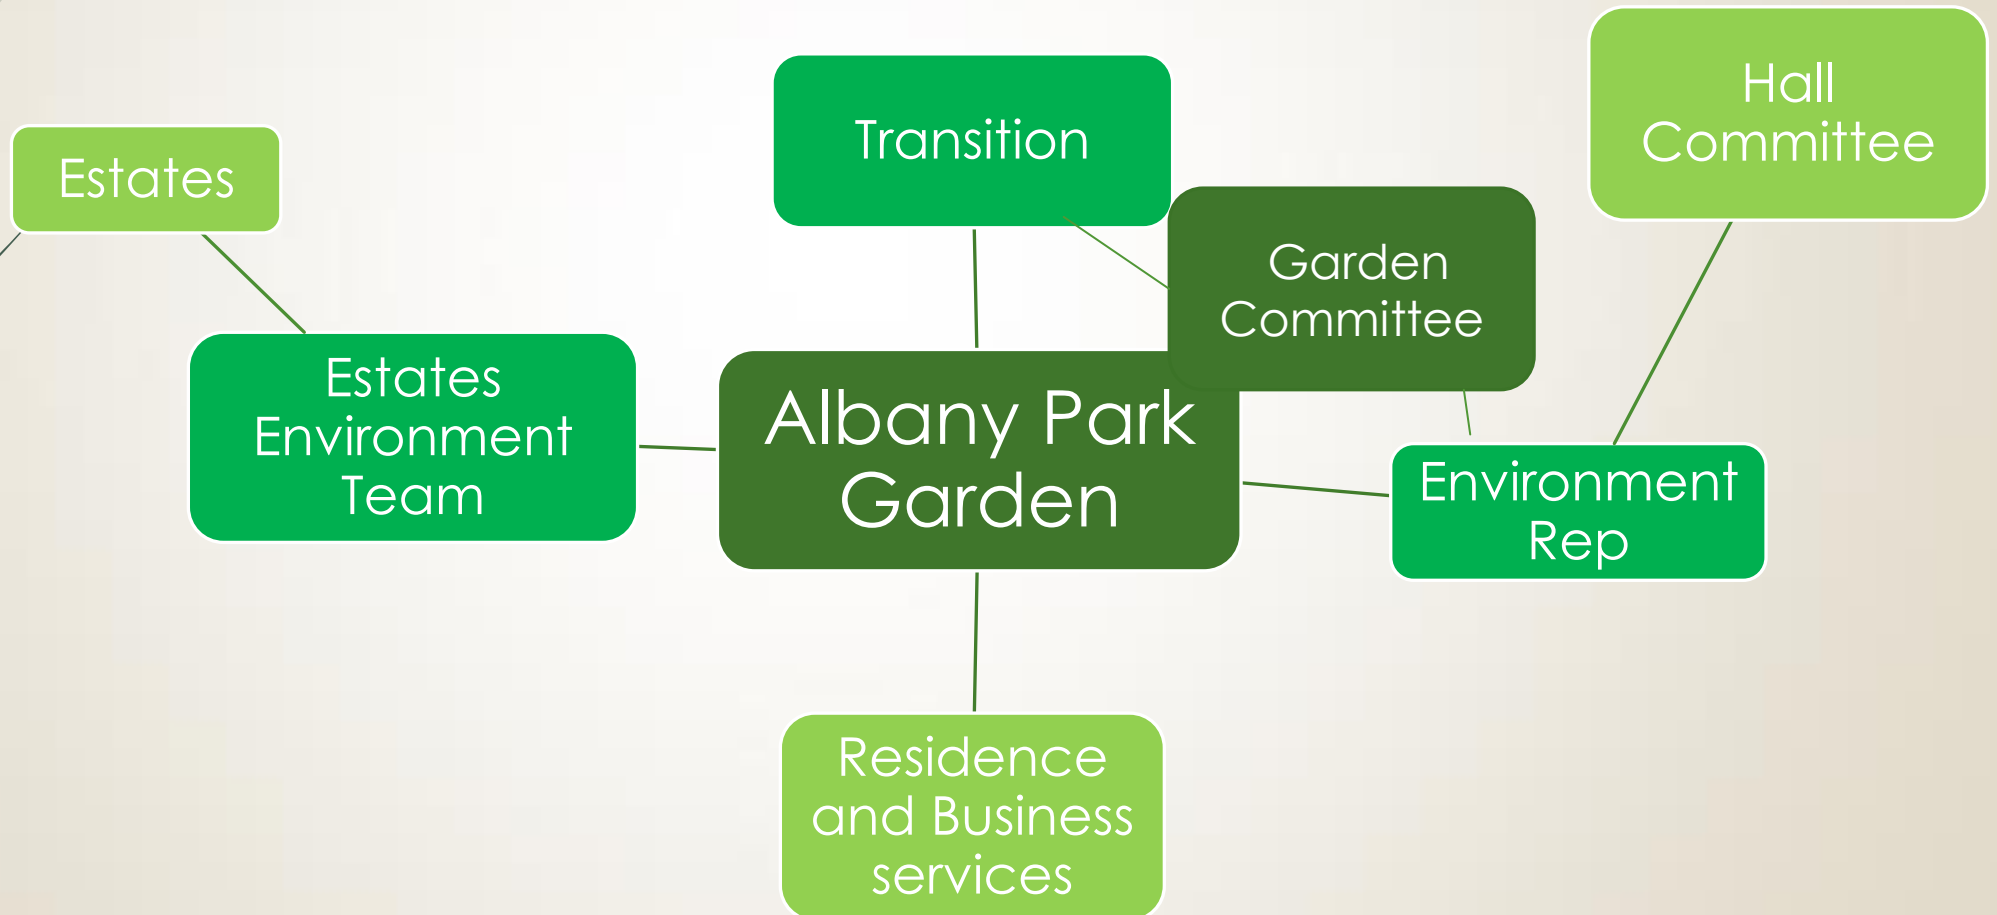 Hall
Committee
Transition
Estates
Garden
Committee
Estates
Environment
Team
Albany Park
Garden
Environment
Rep
Residence
and Business
services